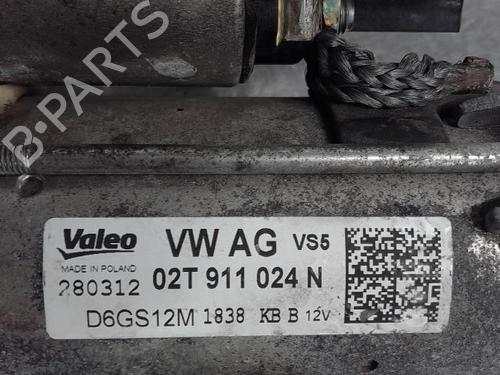 B-PARTS
Valeo VW AG VS5
MADE IN POLAND
280312 02T 911 024 N
D6GS12M 1838 KB B 12V